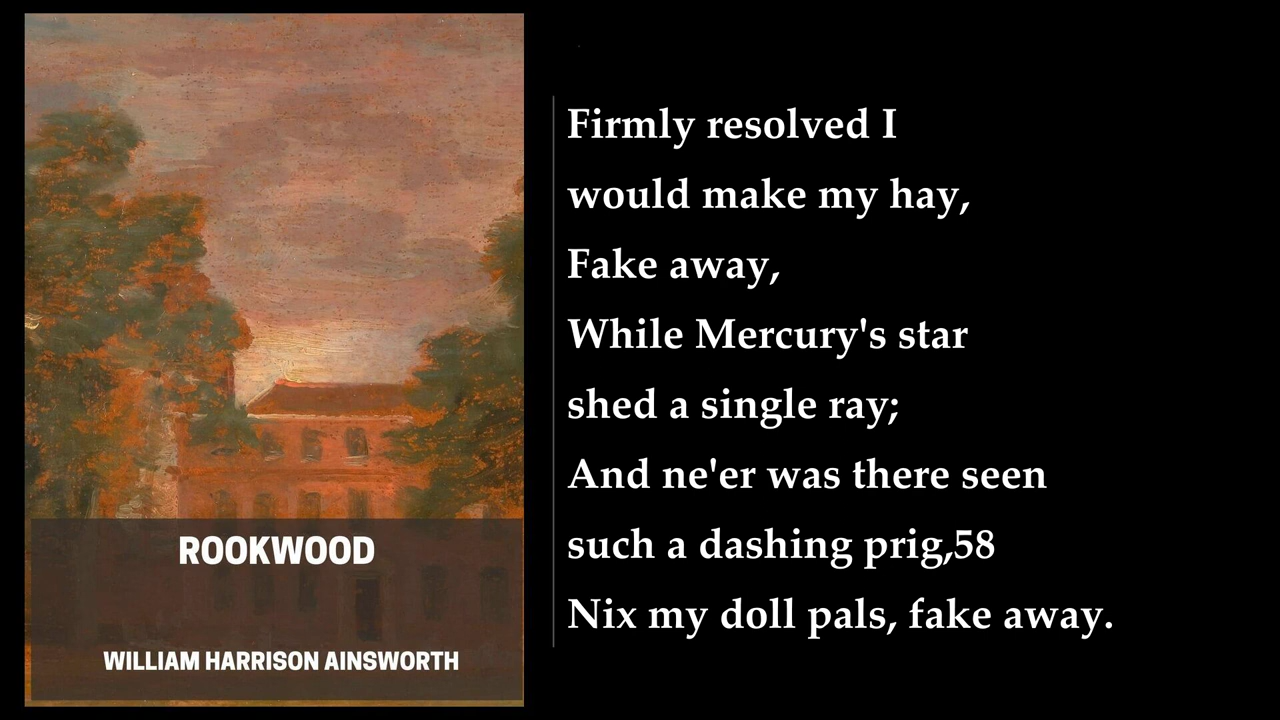 ROOKWOOD
WILLIAM HARRISON AINSWORTH
Firmly resolved I
would make my hay,
Fake away,
While Mercury's star
shed a single ray;
And ne'er was there seen
such a dashing prig,58
Nix my doll pals, fake away.